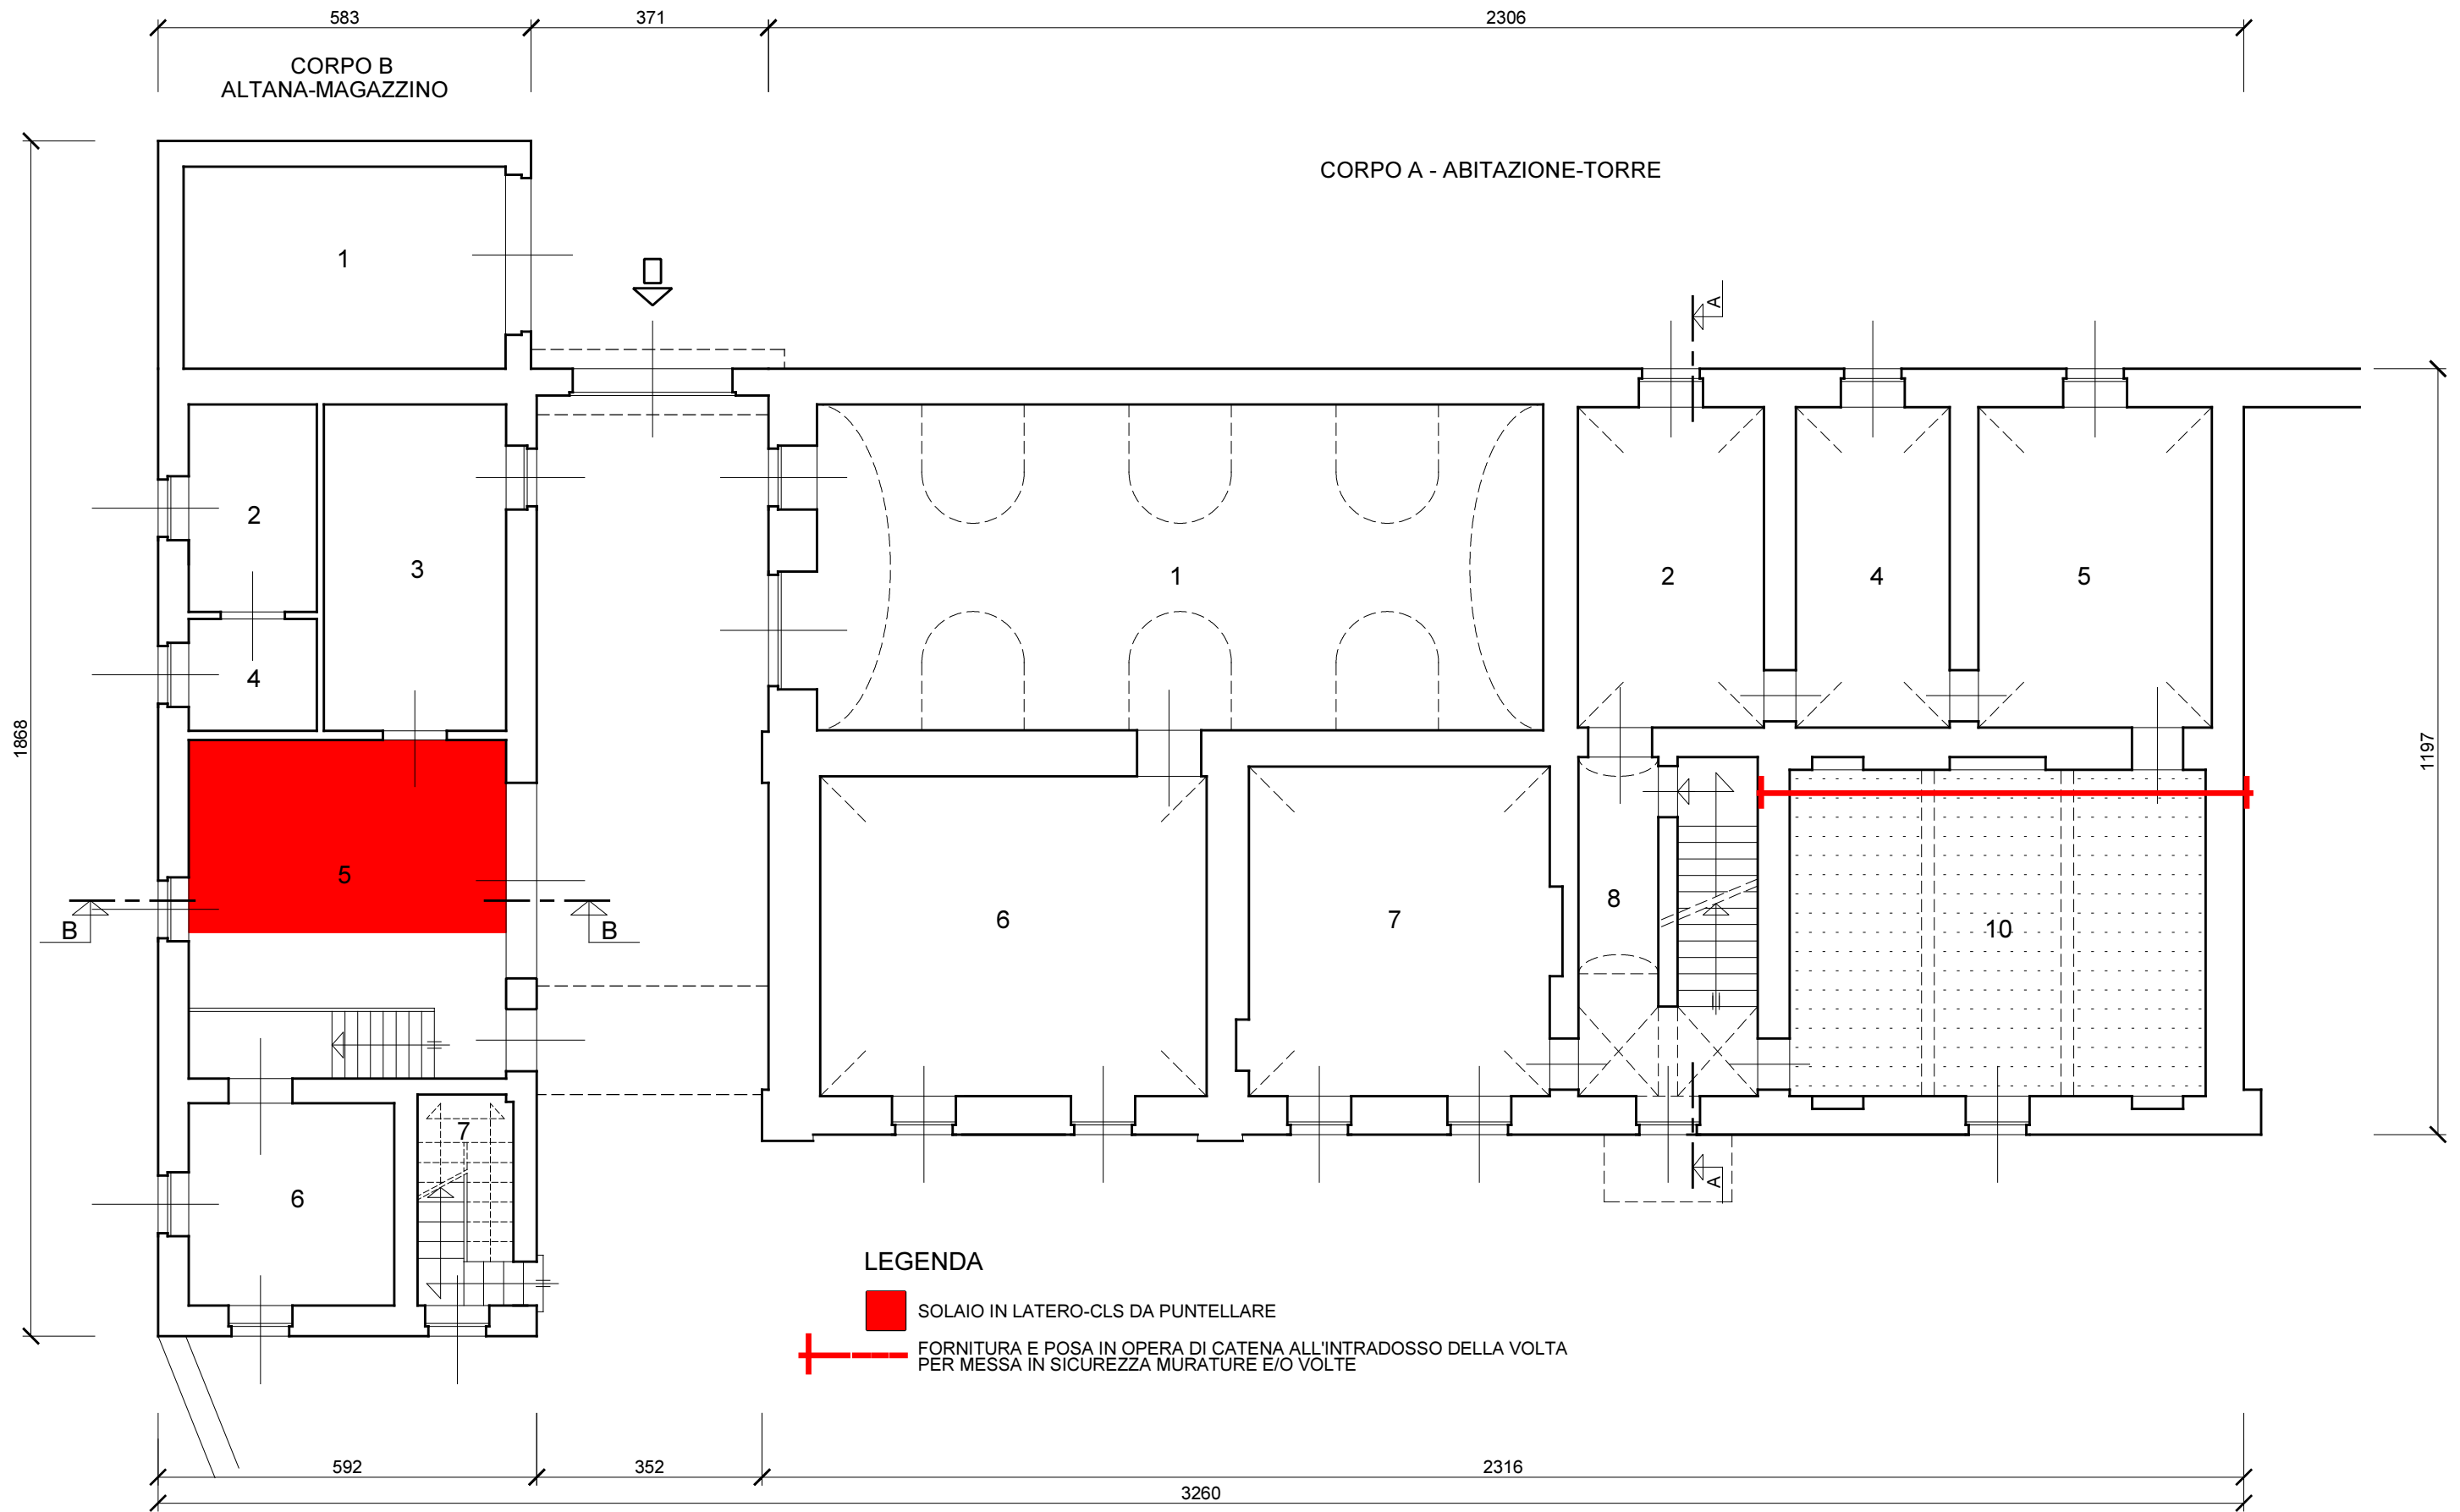 583
371
2306
CORPO B
ALTANA-MAGAZZINO
CORPO A - ABITAZIONE-TORRE
1
A
2
3
4
1
2
4
5
1868
1197
5
B
B
6
7
8
10
6
7
A
LEGENDA
SOLAIO IN LATERO-CLS DA PUNTELLARE
FORNITURA E POSA IN OPERA DI CATENA ALL'INTRADOSSO DELLA VOLTA
PER MESSA IN SICUREZZA MURATURE E/O VOLTE
592
352
2316
3260